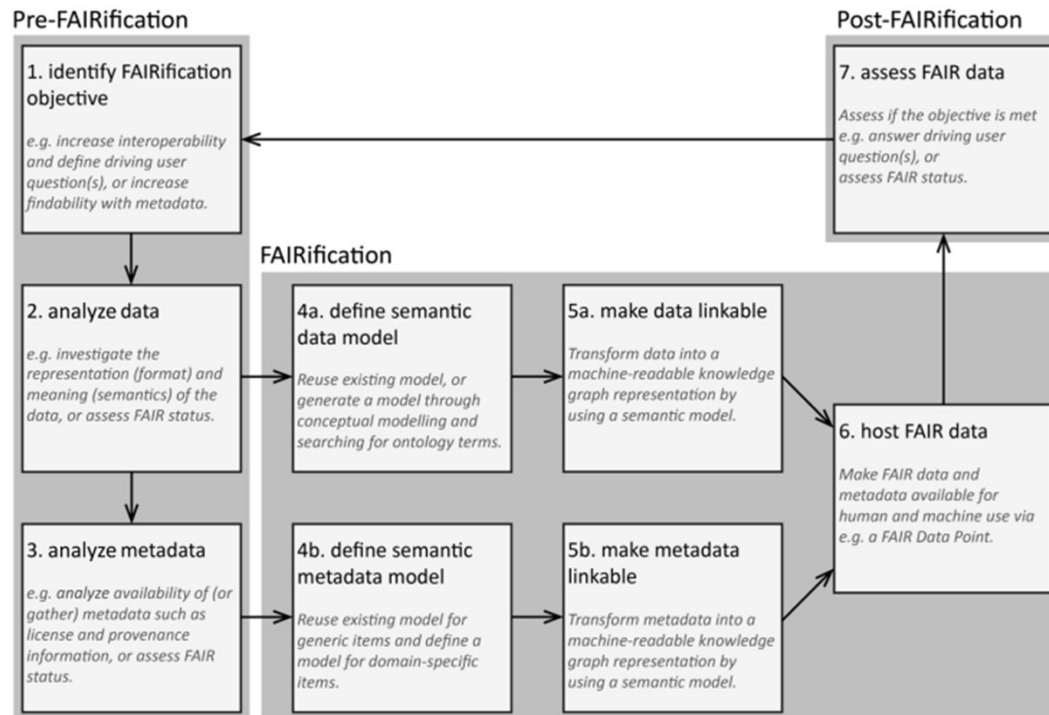 Pre-FAIRification
1. identify FAIRification
objective
e.g. increase interoperability
and define driving user
question(s), or increase
findability with metadata.
2. analyze data
e.g. investigate the
representation (format) and
meaning (semantics) of the
data, or assess FAIR status.
3. analyze metadata
e.g. analyze availability of (or
gather) metadata such as
license and provenance
information, or assess FAIR
status.
FAIRification
4a. define semantic
data model
Reuse existing model, or
generate a model through
conceptual modelling and
searching for ontology terms.
5a. make data linkable
Transform data into a
machine-readable knowledge
graph representation by
using a semantic model.
4b. define semantic
metadata model
Reuse existing model for
generic items and define a
model for domain-specific
items.
5b. make metadata
linkable
Transform metadata into a
machine-readable knowledge
graph representation by
using a semantic model.
6. host FAIR data
Make FAIR data and
metadata available for
human and machine use via
e.g. a FAIR Data Point.
Post-FAIRification
7. assess FAIR data
Assess if the objective is met
e.g. answer driving user
question(s), or
assess FAIR status.